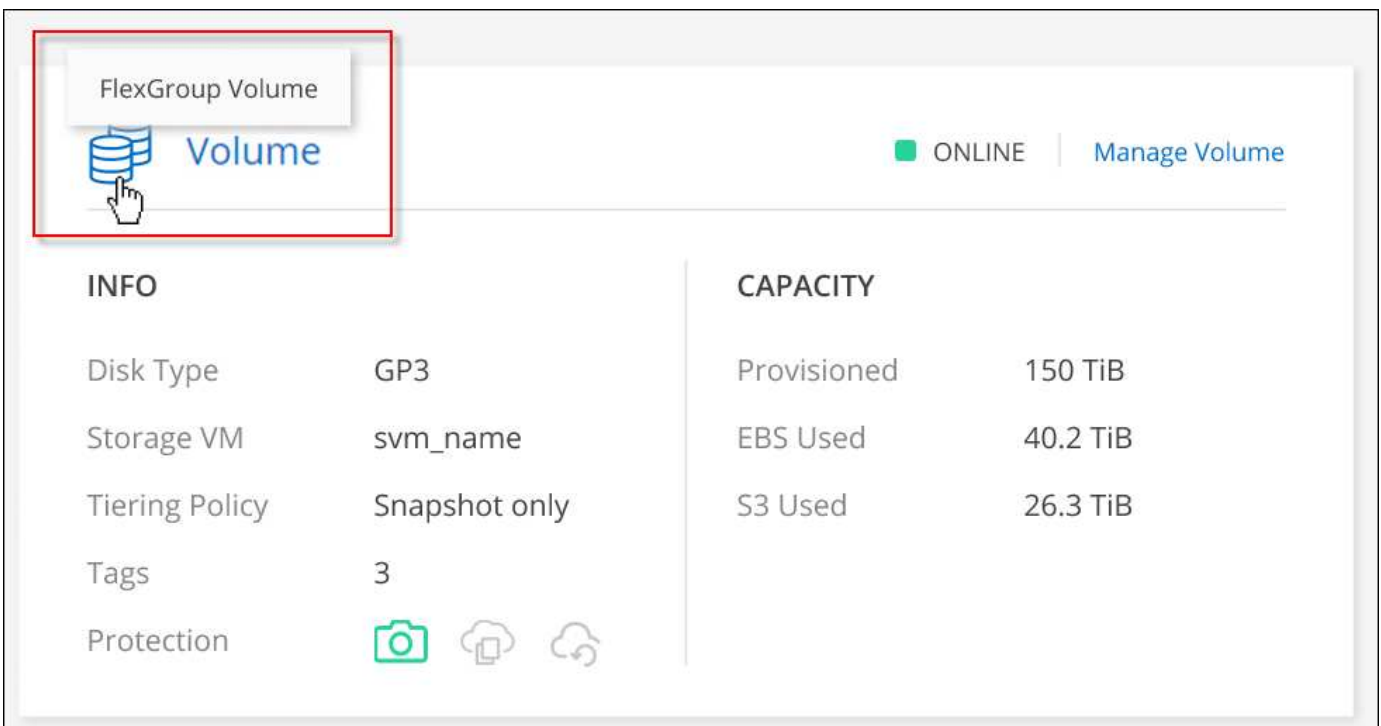 FlexGroup Volume
Volume
ONLINE
Manage Volume
INFO
Disk Type GP3
Storage VM svm_name
Tiering Policy Snapshot only
Tags 3
Protection
CAPACITY
Provisioned 150 TiB
EBS Used 40.2 TiB
S3 Used 26.3 TiB